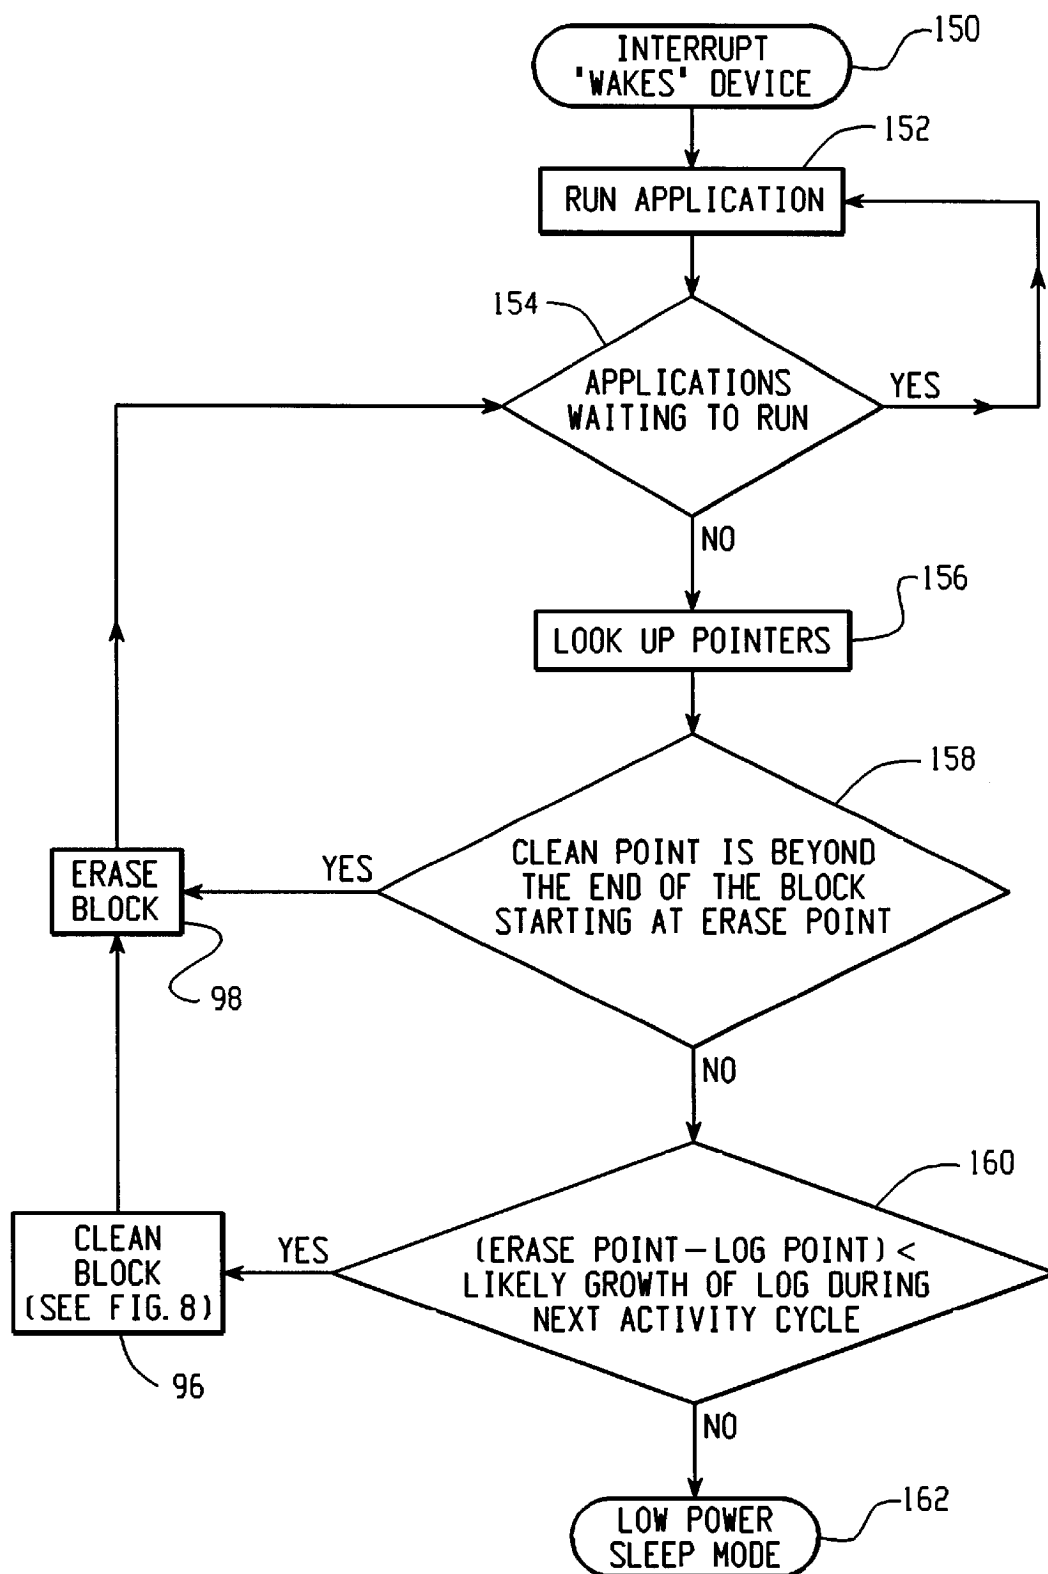 INTERRUPT
"WAKES" DEVICE
150
152
RUN APPLICATION
154
APPLICATIONS
WAITING TO RUN
YES
NO
156
LOOK UP POINTERS
158
CLEAN POINT IS BEYOND
THE END OF THE BLOCK
STARTING AT ERASE POINT
YES
ERASE
BLOCK
98
NO
160
(ERASE POINT-LOG POINT) <
LIKELY GROWTH OF LOG DURING
NEXT ACTIVITY CYCLE
YES
CLEAN
BLOCK
(SEE FIG. 8)
96
NO
162
LOW POWER
SLEEP MODE